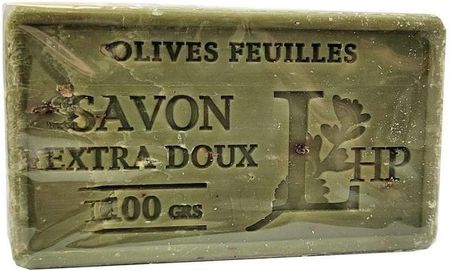 OLIVES FEUILLES
SAVON
EXTRA DOUX
100 GRS
L HP